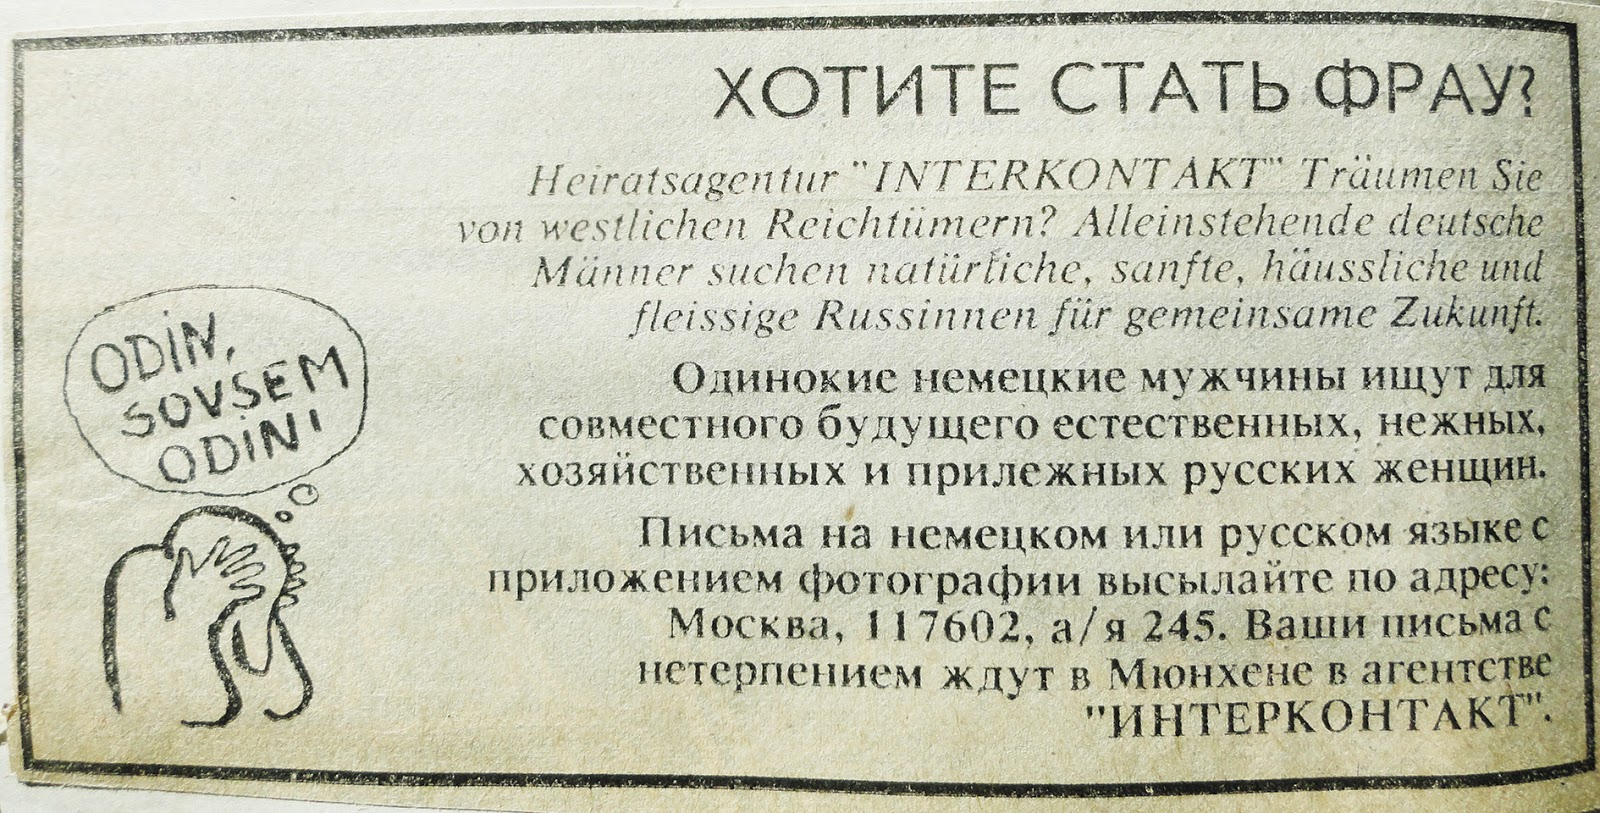 ХОТИТЕ СТАТЬ ФРАУ?
Heiratsagentur "INTERKONTAKT" Träumen Sie
von westlichen Reichtümern? Alleinstehende deutsche
Männer suchen natürliche, sanfte, häussliche und
fleissige Russinnen für gemeinsame Zukunft.
Одинокие немецкие мужчины ищут для
совместного будущего естественных, нежных,
хозяйственных и прилежных русских женщин.
Письма на немецком или русском языке с
приложением фотографии высылайте по адресу:
Москва, 117602, а/я 245. Ваши письма с
нетерпением ждут в Мюнхене в агентстве
"ИНТЕРКОНТАКТ".
ODiN,
SOVSEM
ODiN!